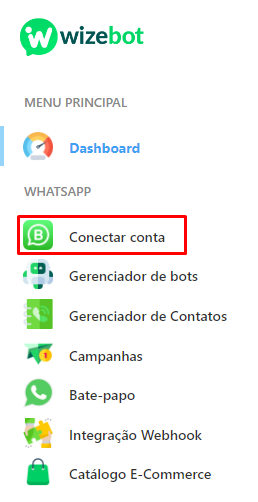 wizebot
MENU PRINCIPAL
Dashboard
WHATSAPP
B
Conectar conta
Gerenciador de bots
Gerenciador de Contatos
1
Campanhas
Bate-papo
Integração Webhook
Catálogo E-Commerce